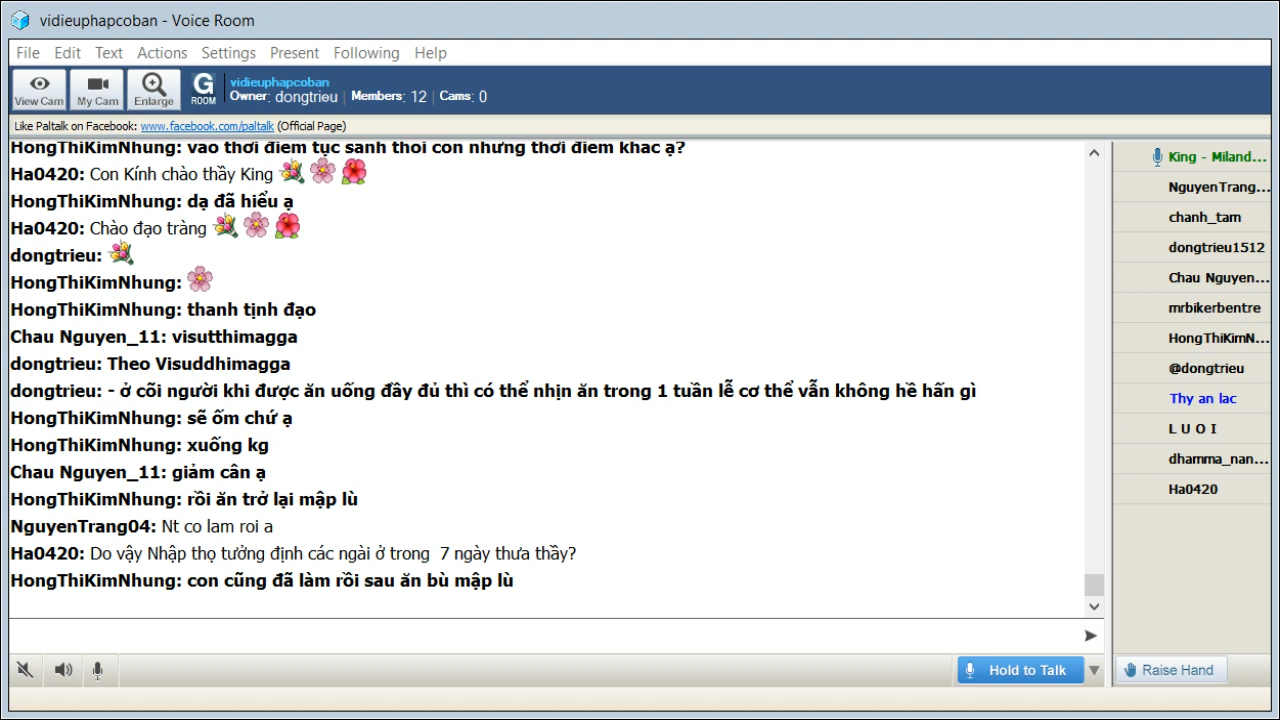 vidieuphapcoban - Voice Room
File Edit Text Actions Settings Present Following Help
View Cam My Cam Enlarge G ROOM
vidieuphapcoban
Owner: dongtrieu | Members: 12 | Cams: 0
Like Paltalk on Facebook: www.facebook.com/paltalk (Official Page)
HongThiKimNhung: vào thời điểm tục sanh thôi còn những thời điểm khác ạ?
Ha0420: Con Kính chào thầy King
HongThiKimNhung: dạ đã hiểu ạ
Ha0420: Chào đạo tràng
dongtrieu:
HongThiKimNhung:
HongThiKimNhung: thanh tịnh đạo
Chau Nguyen_11: visutthimagga
dongtrieu: Theo Visuddhimagga
dongtrieu: - ở cõi người khi được ăn uống đầy đủ thì có thể nhịn ăn trong 1 tuần lễ cơ thể vẫn không hề hấn gì
HongThiKimNhung: sẽ ốm chứ ạ
HongThiKimNhung: xuống kg
Chau Nguyen_11: giảm cân ạ
HongThiKimNhung: rồi ăn trở lại mập lù
NguyenTrang04: Nt co lam roi a
Ha0420: Do vậy Nhập thọ tưởng định các ngài ở trong 7 ngày thưa thầy?
HongThiKimNhung: con cũng đã làm rồi sau ăn bù mập lù
King - Miland...
NguyenTrang...
chanh_tam
dongtrieu1512
Chau Nguyen...
mrbikerbentre
HongThiKimN...
@dongtrieu
Thy an lac
L U O I
dhamma_nan...
Ha0420
Hold to Talk
Raise Hand